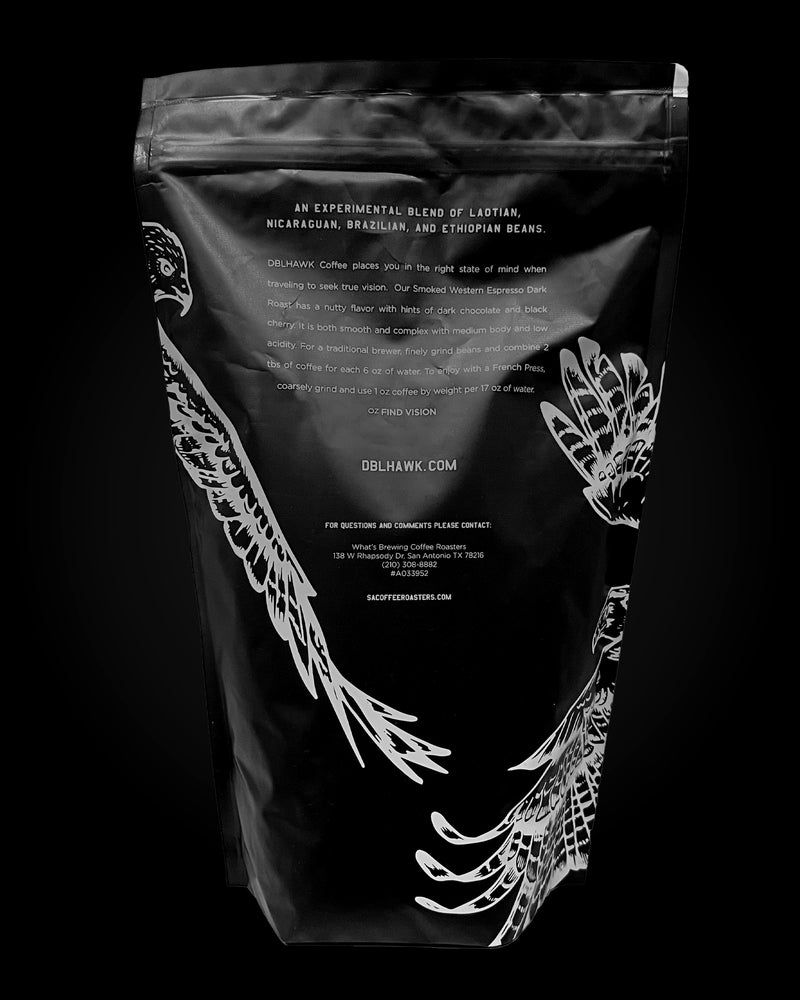 AN EXPERIMENTAL BLEND OF LAOTIAN,
NICARAGUAN, BRAZILIAN, AND ETHIOPIAN BEANS.
DBLHAWK Coffee places you in the right state of mind when
traveling to seek true vision. Our Smoked Western Espresso Dark
Roast has a nutty flavor with hints of dark chocolate and black
cherry. It is both smooth and complex with medium body and low
acidity. For a traditional brewer, finely grind beans and combine 2
tbs of coffee for each 6 oz of water. To enjoy with a French Press,
coarsely grind and use 1 oz coffee by weight per 17 oz of water.
oz FIND VISION
DBLHAWK.COM
FOR QUESTIONS AND COMMENTS PLEASE CONTACT:
What's Brewing Coffee Roasters
138 W Rhapsody Dr, San Antonio TX 78216
(210) 308-8882
#A033952
SACOFFEEROASTERS.COM